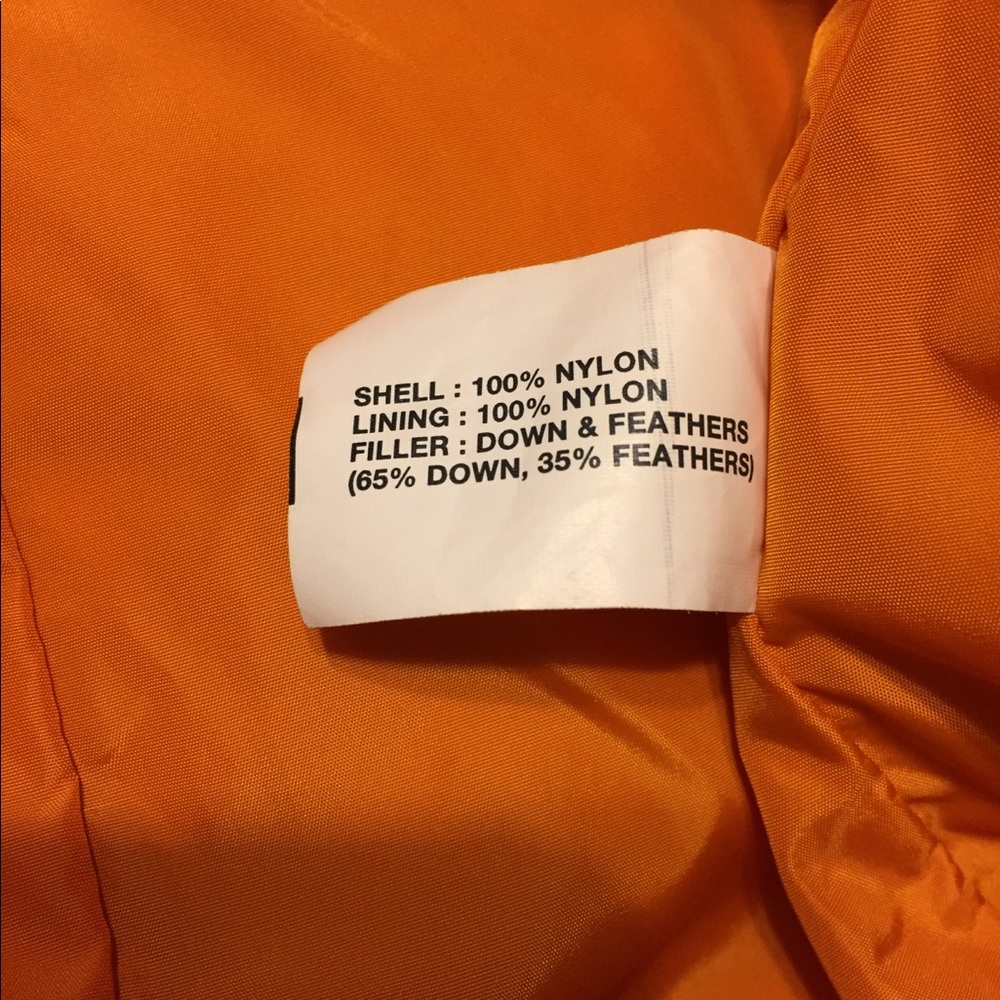 SHELL : 100% NYLON
LINING : 100% NYLON
FILLER : DOWN & FEATHERS
(65% DOWN, 35% FEATHERS)